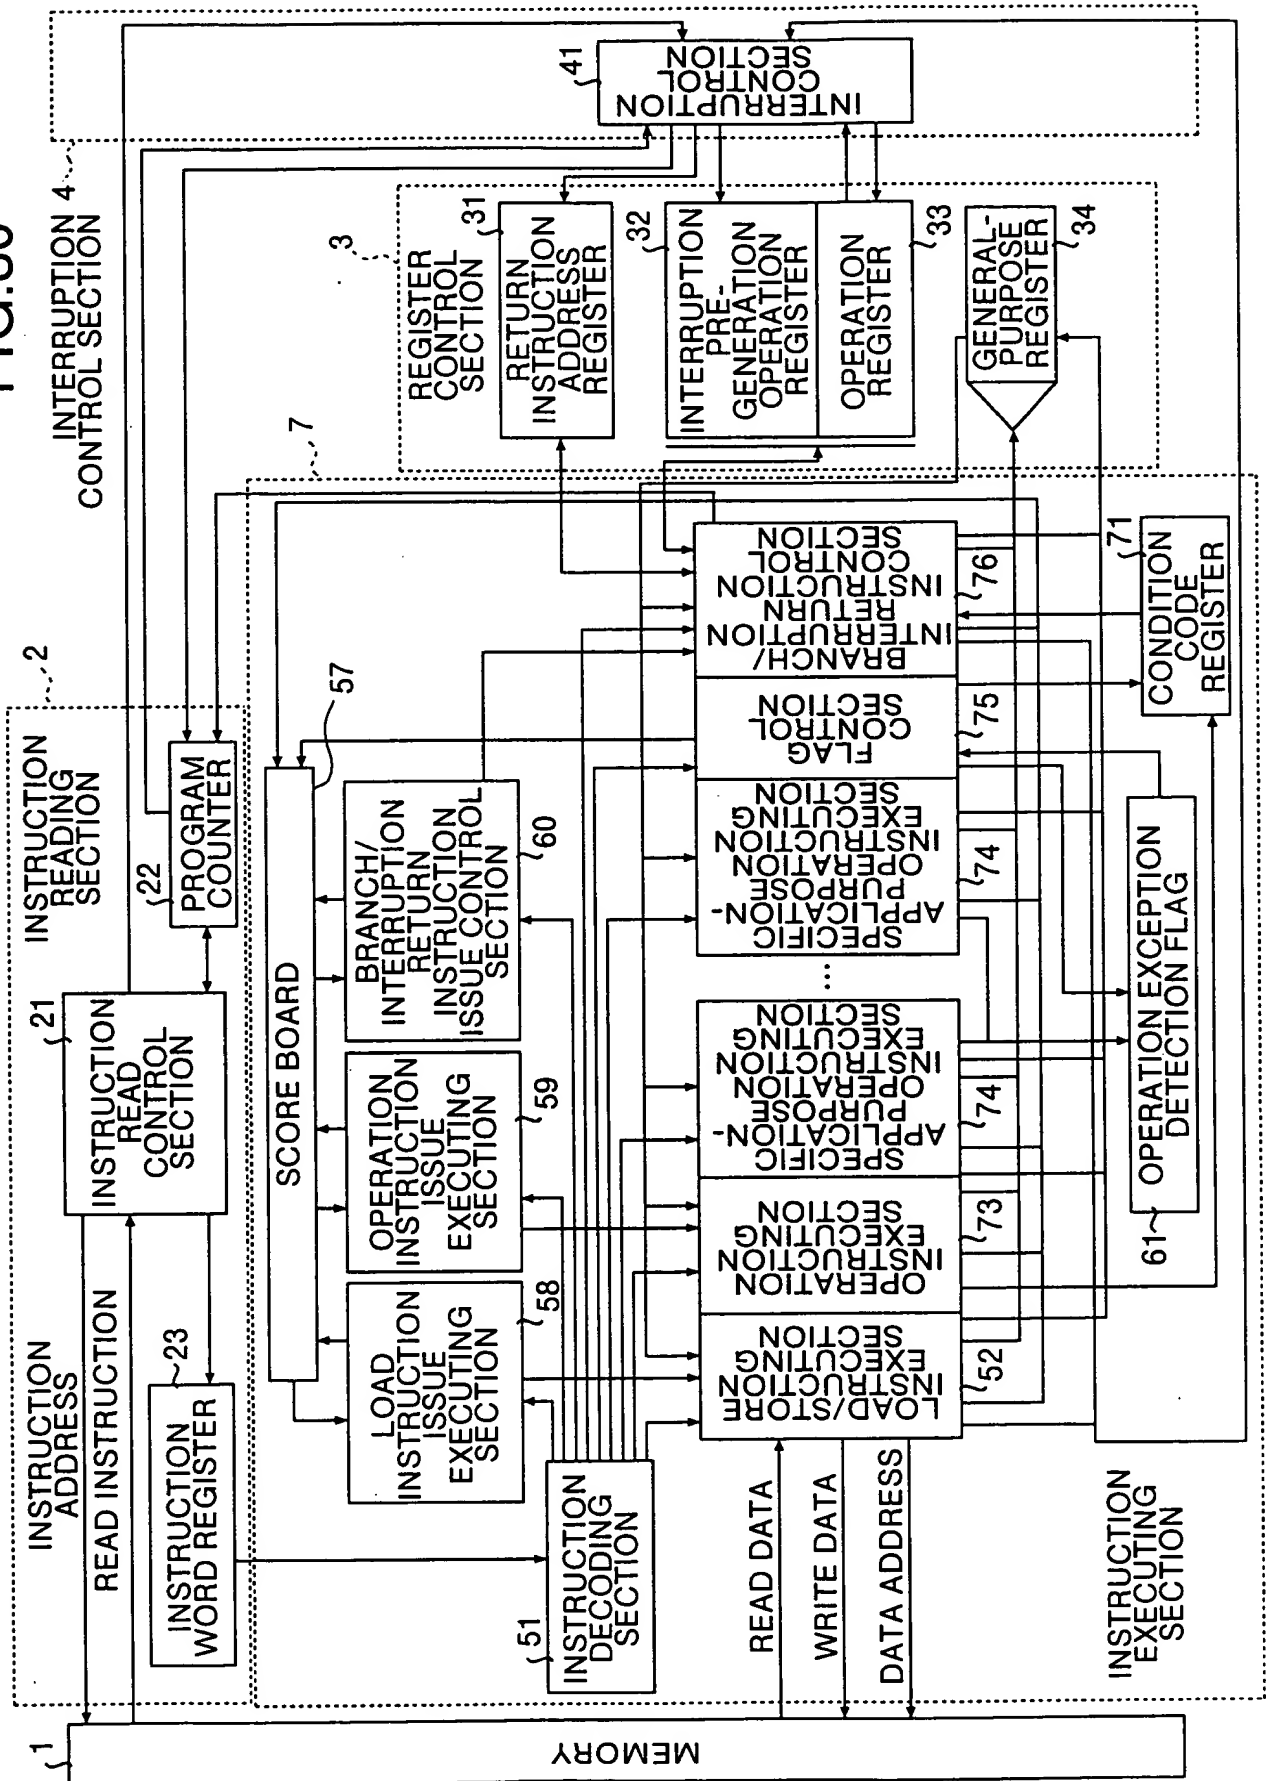 FIG.30
1
MEMORY
INSTRUCTION
ADDRESS
READ INSTRUCTION
INSTRUCTION
READING
SECTION
2
21
INSTRUCTION
READ
CONTROL
SECTION
22
PROGRAM
COUNTER
23
INSTRUCTION
WORD REGISTER
INTERRUPTION
CONTROL SECTION
4
41
INTERRUPTION
CONTROL
SECTION
3
REGISTER
CONTROL
SECTION
31
RETURN
INSTRUCTION
ADDRESS
REGISTER
32
INTERRUPTION
PRE-
GENERATION
OPERATION
REGISTER
OPERATION
REGISTER
33
GENERAL-
PURPOSE
REGISTER
34
7
SCORE BOARD
57
LOAD
INSTRUCTION
ISSUE
EXECUTING
SECTION
58
OPERATION
INSTRUCTION
ISSUE
EXECUTING
SECTION
59
BRANCH/
INTERRUPTION
RETURN
INSTRUCTION
ISSUE CONTROL
SECTION
60
51
INSTRUCTION
DECODING
SECTION
READ DATA
WRITE DATA
DATA ADDRESS
LOAD/STORE
INSTRUCTION
EXECUTING
SECTION
52
OPERATION
INSTRUCTION
EXECUTING
SECTION
73
SPECIFIC
APPLICATION-
PURPOSE
OPERATION
INSTRUCTION
EXECUTING
SECTION
74
...
SPECIFIC
APPLICATION-
PURPOSE
OPERATION
INSTRUCTION
EXECUTING
SECTION
74
FLAG
CONTROL
SECTION
75
BRANCH/
INTERRUPTION
RETURN
INSTRUCTION
CONTROL
SECTION
76
71
CONDITION
CODE
REGISTER
61
OPERATION EXCEPTION
DETECTION FLAG
INSTRUCTION
EXECUTING
SECTION